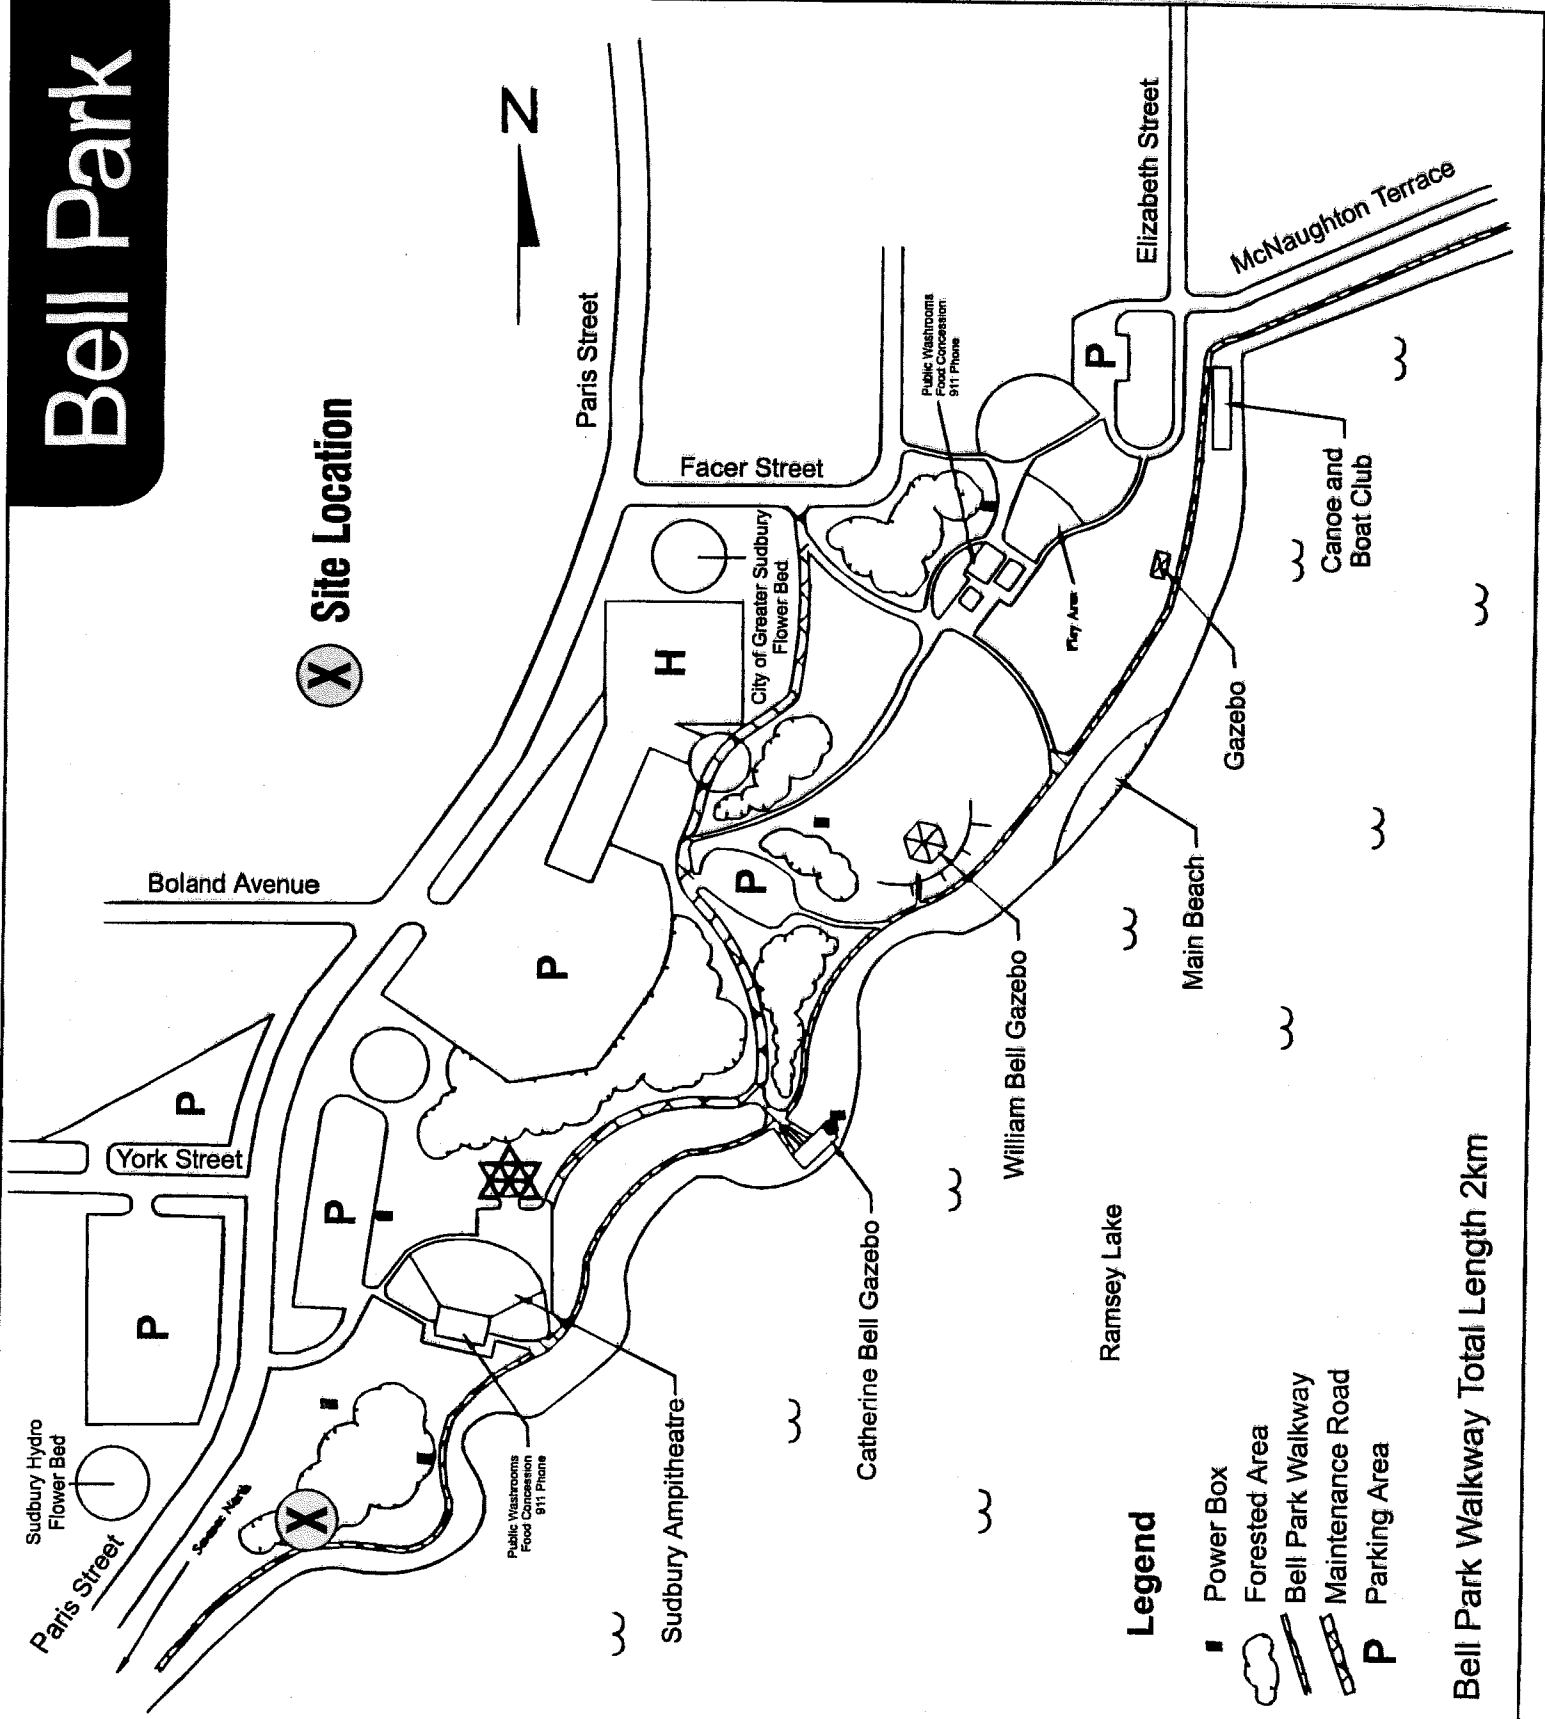 Bell Park
X Site Location
N
Paris Street
Elizabeth Street
McNaughton Terrace
Facer Street
Public Washrooms
Food Concession
911 Phone
P
Canoe and
Boat Club
City of Greater Sudbury
Flower Bed
H
Play Area
Gazebo
Boland Avenue
P
P
Main Beach
William Bell Gazebo
P
York Street
P
P
Catherine Bell Gazebo
Ramsey Lake
Sudbury Hydro
Flower Bed
Paris Street
X
Public Washrooms
Food Concession
911 Phone
Sudbury Ampitheatre
Legend
Power Box
Forested Area
Bell Park Walkway
Maintenance Road
P Parking Area
Bell Park Walkway Total Length 2km